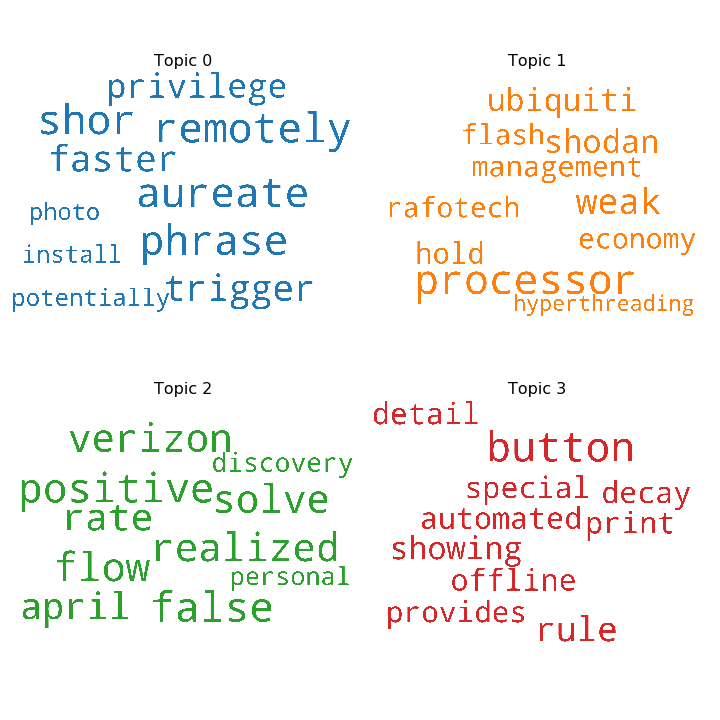 Topic 0
privilege
shor remotely
faster
aureate
photo
phrase
install
potentially trigger
Topic 1
ubiquiti
flash shodan
management
rafotech weak
economy
hold
processor
hyperthreading
Topic 2
verizon
discovery
positive solve
rate
realized
flow
personal
april false
Topic 3
detail
button
special decay
automated print
showing
offline
provides
rule